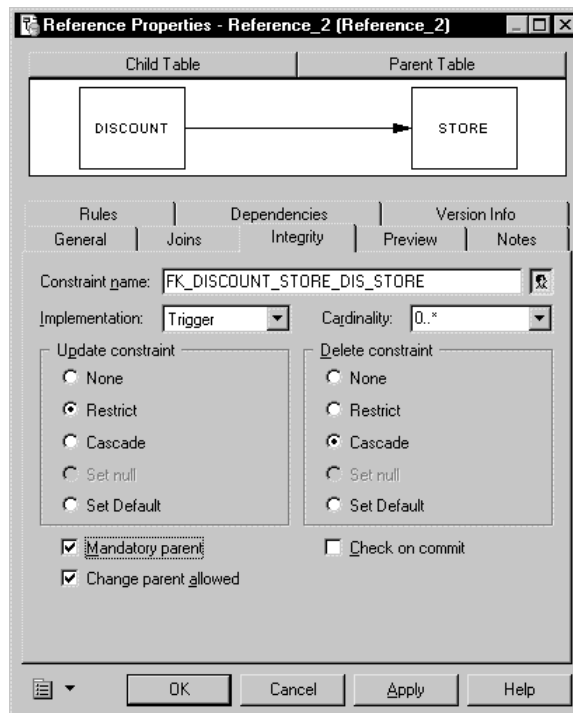 Reference Properties - Reference_2 (Reference_2)
Child Table Parent Table
DISCOUNT STORE
Rules Dependencies Version Info
General Joins Integrity Preview Notes
Constraint name: FK_DISCOUNT_STORE_DIS_STORE
Implementation: Trigger Cardinality: 0..*
Update constraint Delete constraint
None None
Restrict Restrict
Cascade Cascade
Set null Set null
Set Default Set Default
Mandatory parent Check on commit
Change parent allowed
OK Cancel Apply Help